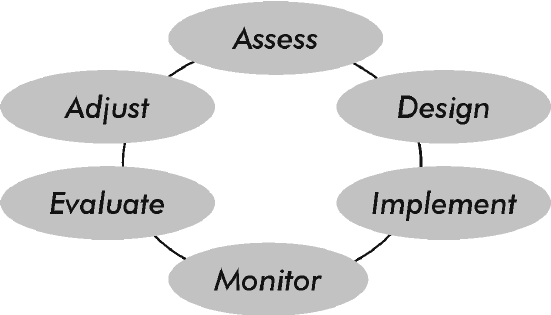 Assess
Design
Implement
Monitor
Evaluate
Adjust